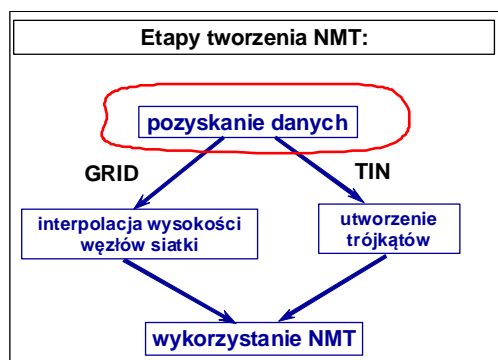 Etapy tworzenia NMT:
pozyskanie danych
GRID
TIN
interpolacja wysokości
węzłów siatki
utworzenie
trójkątów
wykorzystanie NMT